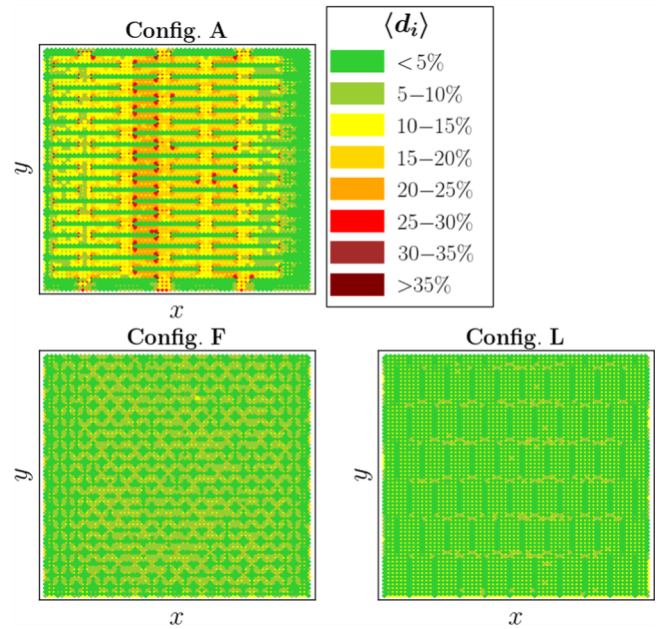 Config. A
y
x
⟨d_i⟩
<5%
5−10%
10−15%
15−20%
20−25%
25−30%
30−35%
>35%
Config. F
y
x
Config. L
y
x